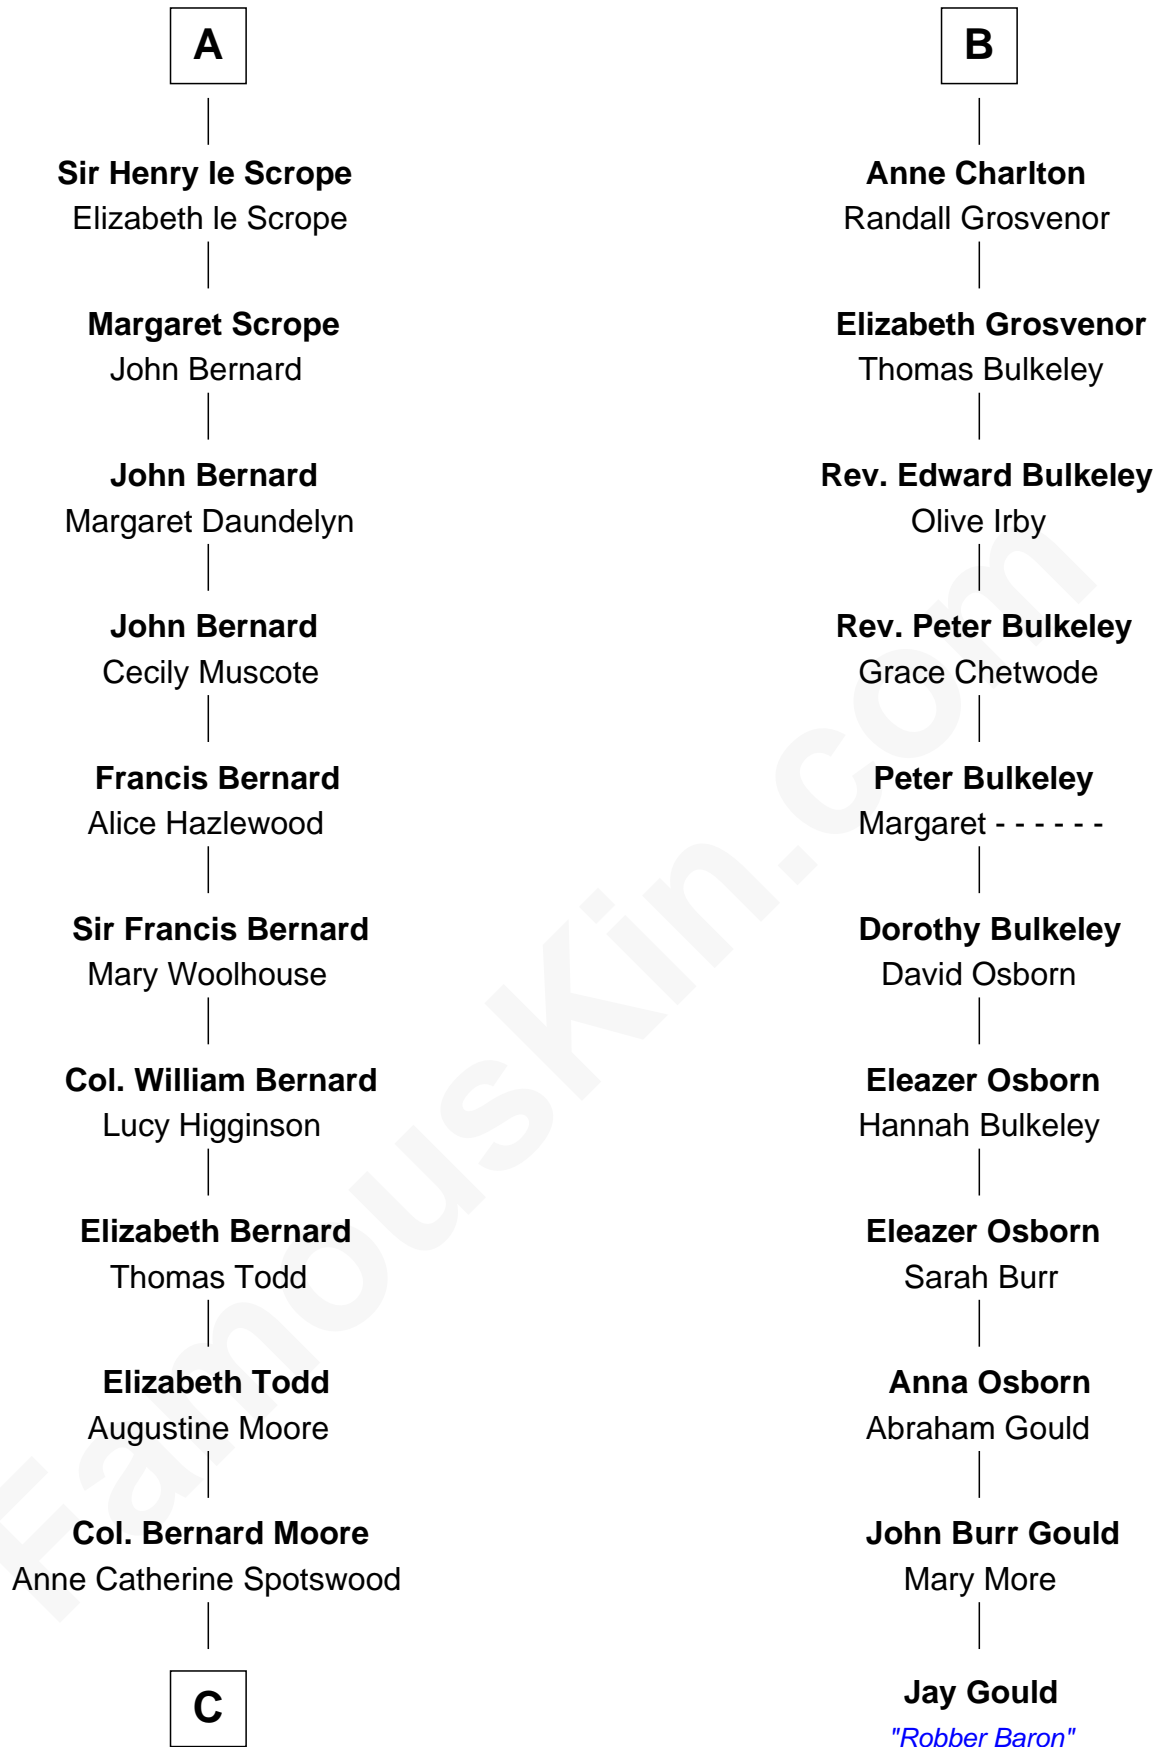 A
Sir Henry le Scrope
Elizabeth le Scrope
Margaret Scrope
John Bernard
John Bernard
Margaret Daundelyn
John Bernard
Cecily Muscote
Francis Bernard
Alice Hazlewood
Sir Francis Bernard
Mary Woolhouse
Col. William Bernard
Lucy Higginson
Elizabeth Bernard
Thomas Todd
Elizabeth Todd
Augustine Moore
Col. Bernard Moore
Anne Catherine Spotswood
C
B
Anne Charlton
Randall Grosvenor
Elizabeth Grosvenor
Thomas Bulkeley
Rev. Edward Bulkeley
Olive Irby
Rev. Peter Bulkeley
Grace Chetwode
Peter Bulkeley
Margaret - - - - - -
Dorothy Bulkeley
David Osborn
Eleazer Osborn
Hannah Bulkeley
Eleazer Osborn
Sarah Burr
Anna Osborn
Abraham Gould
John Burr Gould
Mary More
Jay Gould
"Robber Baron"
FamousKin.com